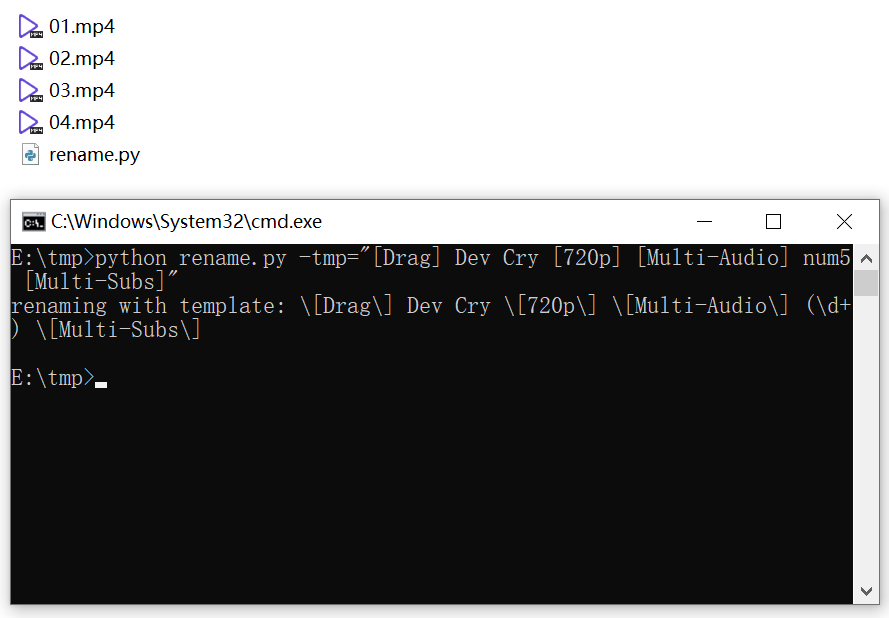 01.mp4
02.mp4
03.mp4
04.mp4
rename.py
C:\Windows\System32\cmd.exe
E:\tmp>python rename.py -tmp="[Drag] Dev Cry [720p] [Multi-Audio] num5
 [Multi-Subs]"
renaming with template: \[Drag\] Dev Cry \[720p\] \[Multi-Audio\] (\d+
) \[Multi-Subs\]
E:\tmp>